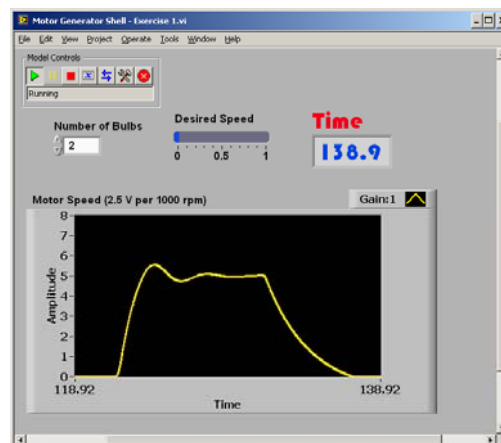 Motor Generator Shell - Exercise 1.vi
File Edit View Project Operate Tools Window Help
Model Controls
Running
Number of Bulbs
2
Desired Speed
0 0.5 1
Time
138.9
Motor Speed (2.5 V per 1000 rpm)
Gain:1
8
7
6
5
4
3
2
1
0
Amplitude
118.92 138.92
Time